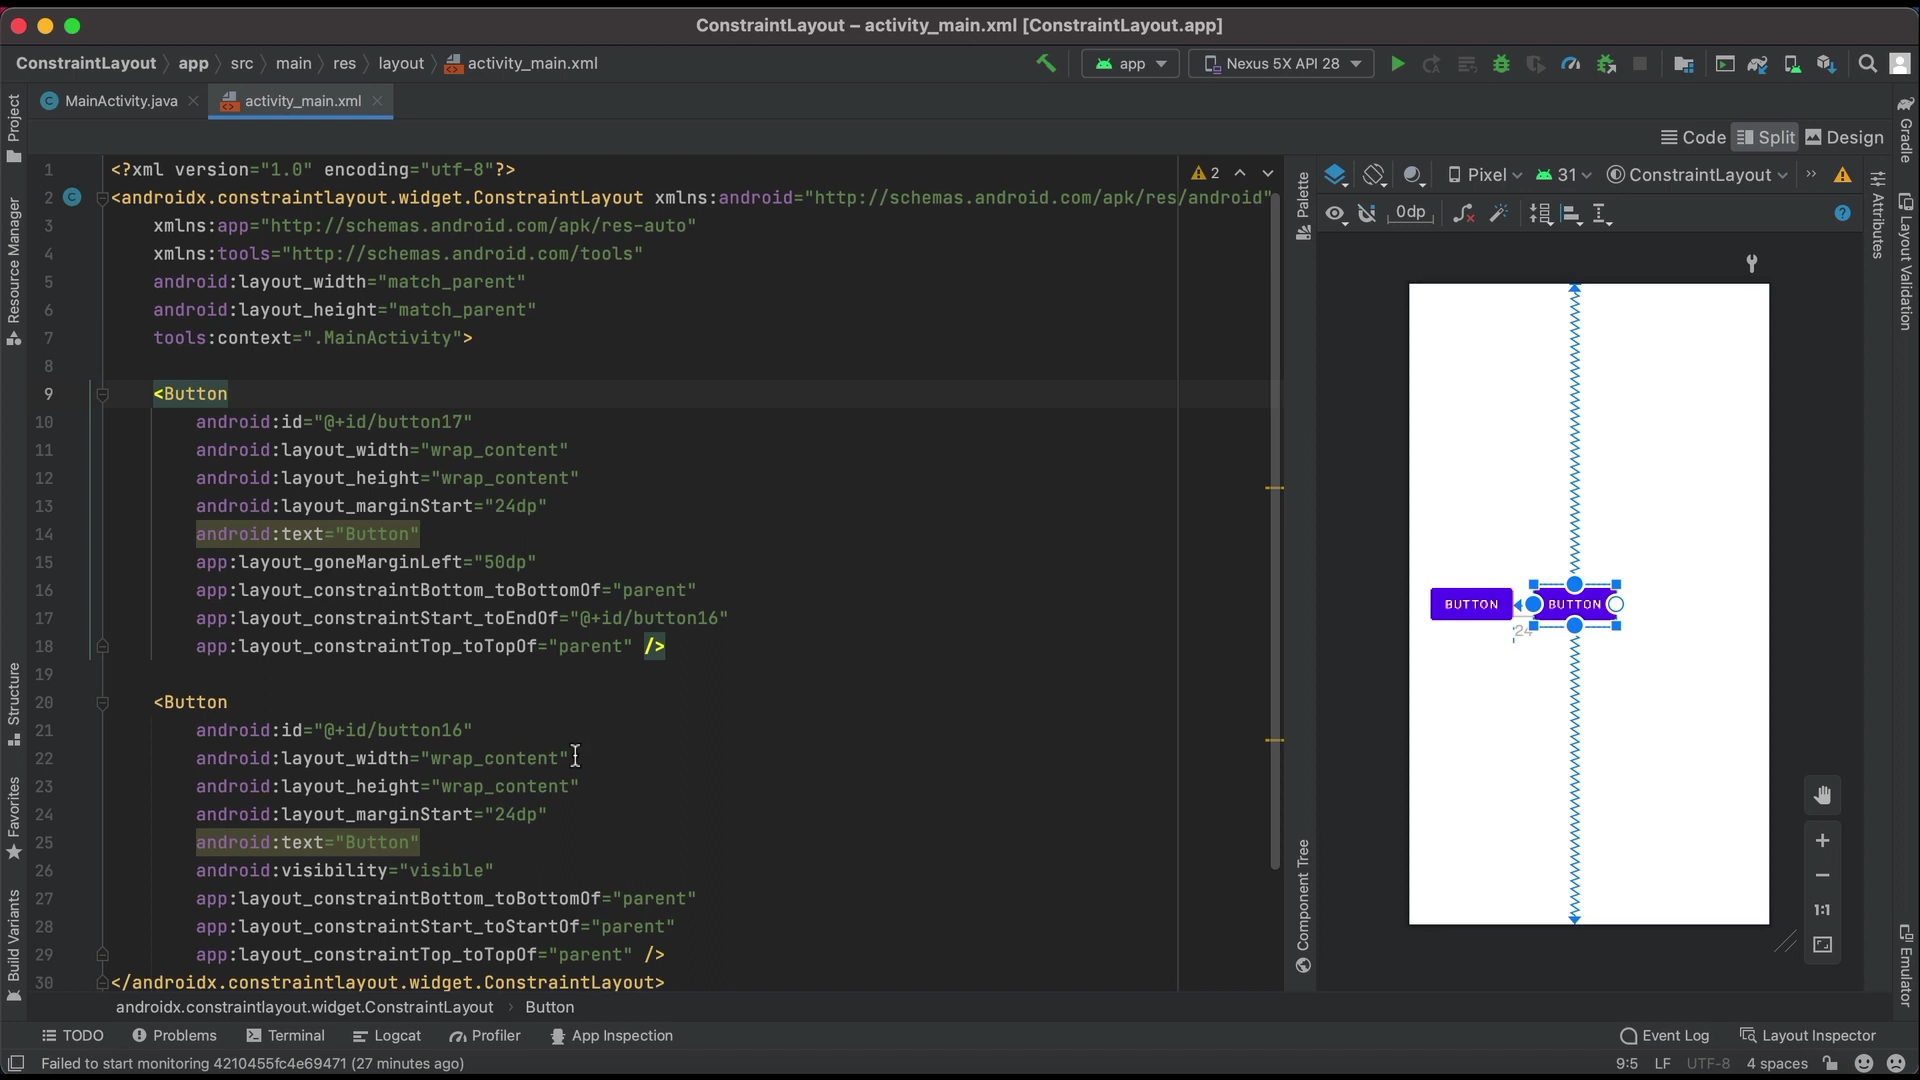 ConstraintLayout – activity_main.xml [ConstraintLayout.app]
ConstraintLayout app src main res layout activity_main.xml
app
Nexus 5X API 28
MainActivity.java
activity_main.xml
Code
Split
Design
1 <?xml version="1.0" encoding="utf-8"?>
2 <androidx.constraintlayout.widget.ConstraintLayout xmlns:android="http://schemas.android.com/apk/res/android"
3 xmlns:app="http://schemas.android.com/apk/res-auto"
4 xmlns:tools="http://schemas.android.com/tools"
5 android:layout_width="match_parent"
6 android:layout_height="match_parent"
7 tools:context=".MainActivity">
8
9 <Button
10 android:id="@+id/button17"
11 android:layout_width="wrap_content"
12 android:layout_height="wrap_content"
13 android:layout_marginStart="24dp"
14 android:text="Button"
15 app:layout_goneMarginLeft="50dp"
16 app:layout_constraintBottom_toBottomOf="parent"
17 app:layout_constraintStart_toEndOf="@+id/button16"
18 app:layout_constraintTop_toTopOf="parent" />
19
20 <Button
21 android:id="@+id/button16"
22 android:layout_width="wrap_content"
23 android:layout_height="wrap_content"
24 android:layout_marginStart="24dp"
25 android:text="Button"
26 android:visibility="visible"
27 app:layout_constraintBottom_toBottomOf="parent"
28 app:layout_constraintStart_toStartOf="parent"
29 app:layout_constraintTop_toTopOf="parent" />
30 </androidx.constraintlayout.widget.ConstraintLayout>
2
Project
Resource Manager
Structure
Favorites
Build Variants
Palette
Component Tree
Pixel
31
ConstraintLayout
0dp
BUTTON
BUTTON
24
1:1
Attributes
Gradle
Layout Validation
Emulator
androidx.constraintlayout.widget.ConstraintLayout Button
TODO
Problems
Terminal
Logcat
Profiler
App Inspection
Event Log
Layout Inspector
Failed to start monitoring 4210455fc4e69471 (27 minutes ago)
9:5 LF UTF-8 4 spaces